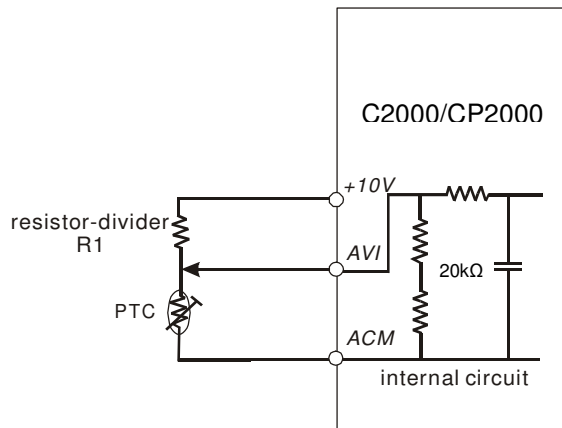 C2000/CP2000
+10V
resistor-divider
R1
AVI
20kΩ
PTC
ACM
internal circuit